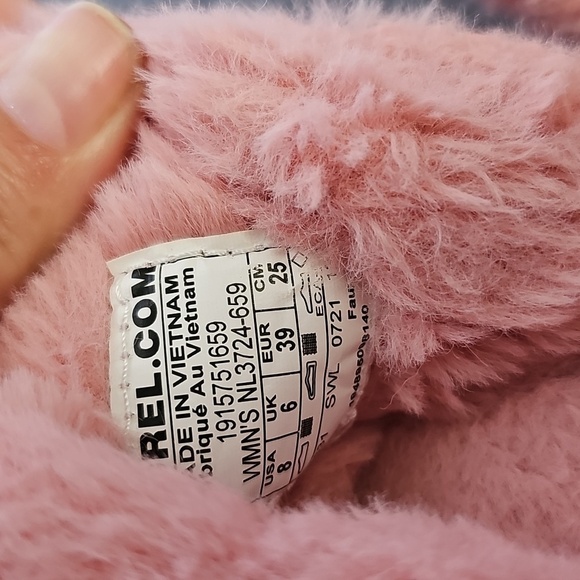 REL.COM
ADE IN VIETNAM
briqué Au Vietnam
1915751659
WMN'S NL3724-659
USA UK EUR CM
8 6 39 25
SWL 0721
Fau